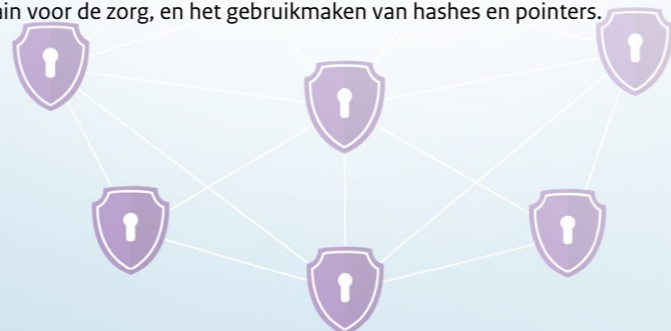 ain voor de zorg, en het gebruikmaken van hashes en pointers.